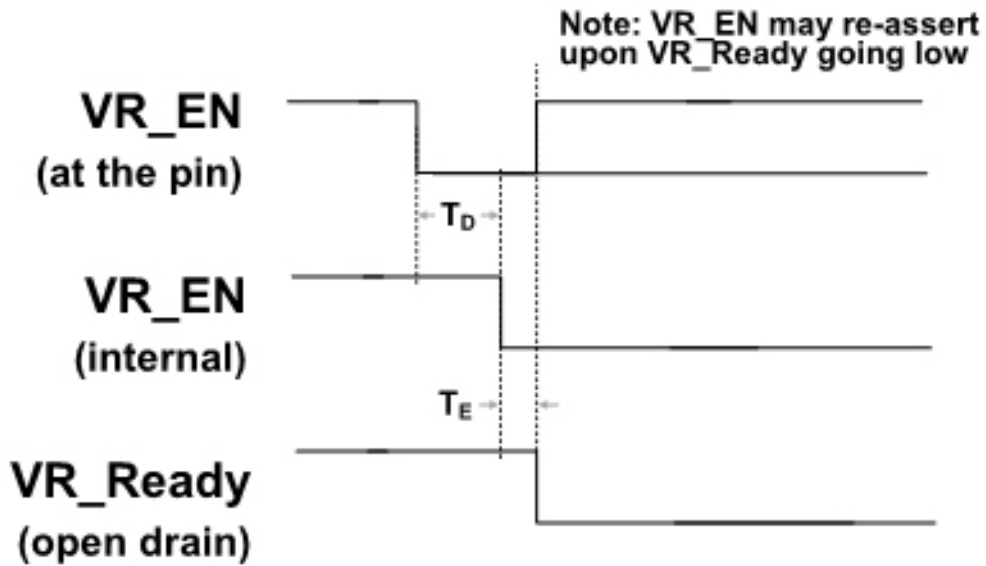 Note: VR_EN may re-assert
upon VR_Ready going low
VR_EN
(at the pin)
TD
VR_EN
(internal)
TE
VR_Ready
(open drain)